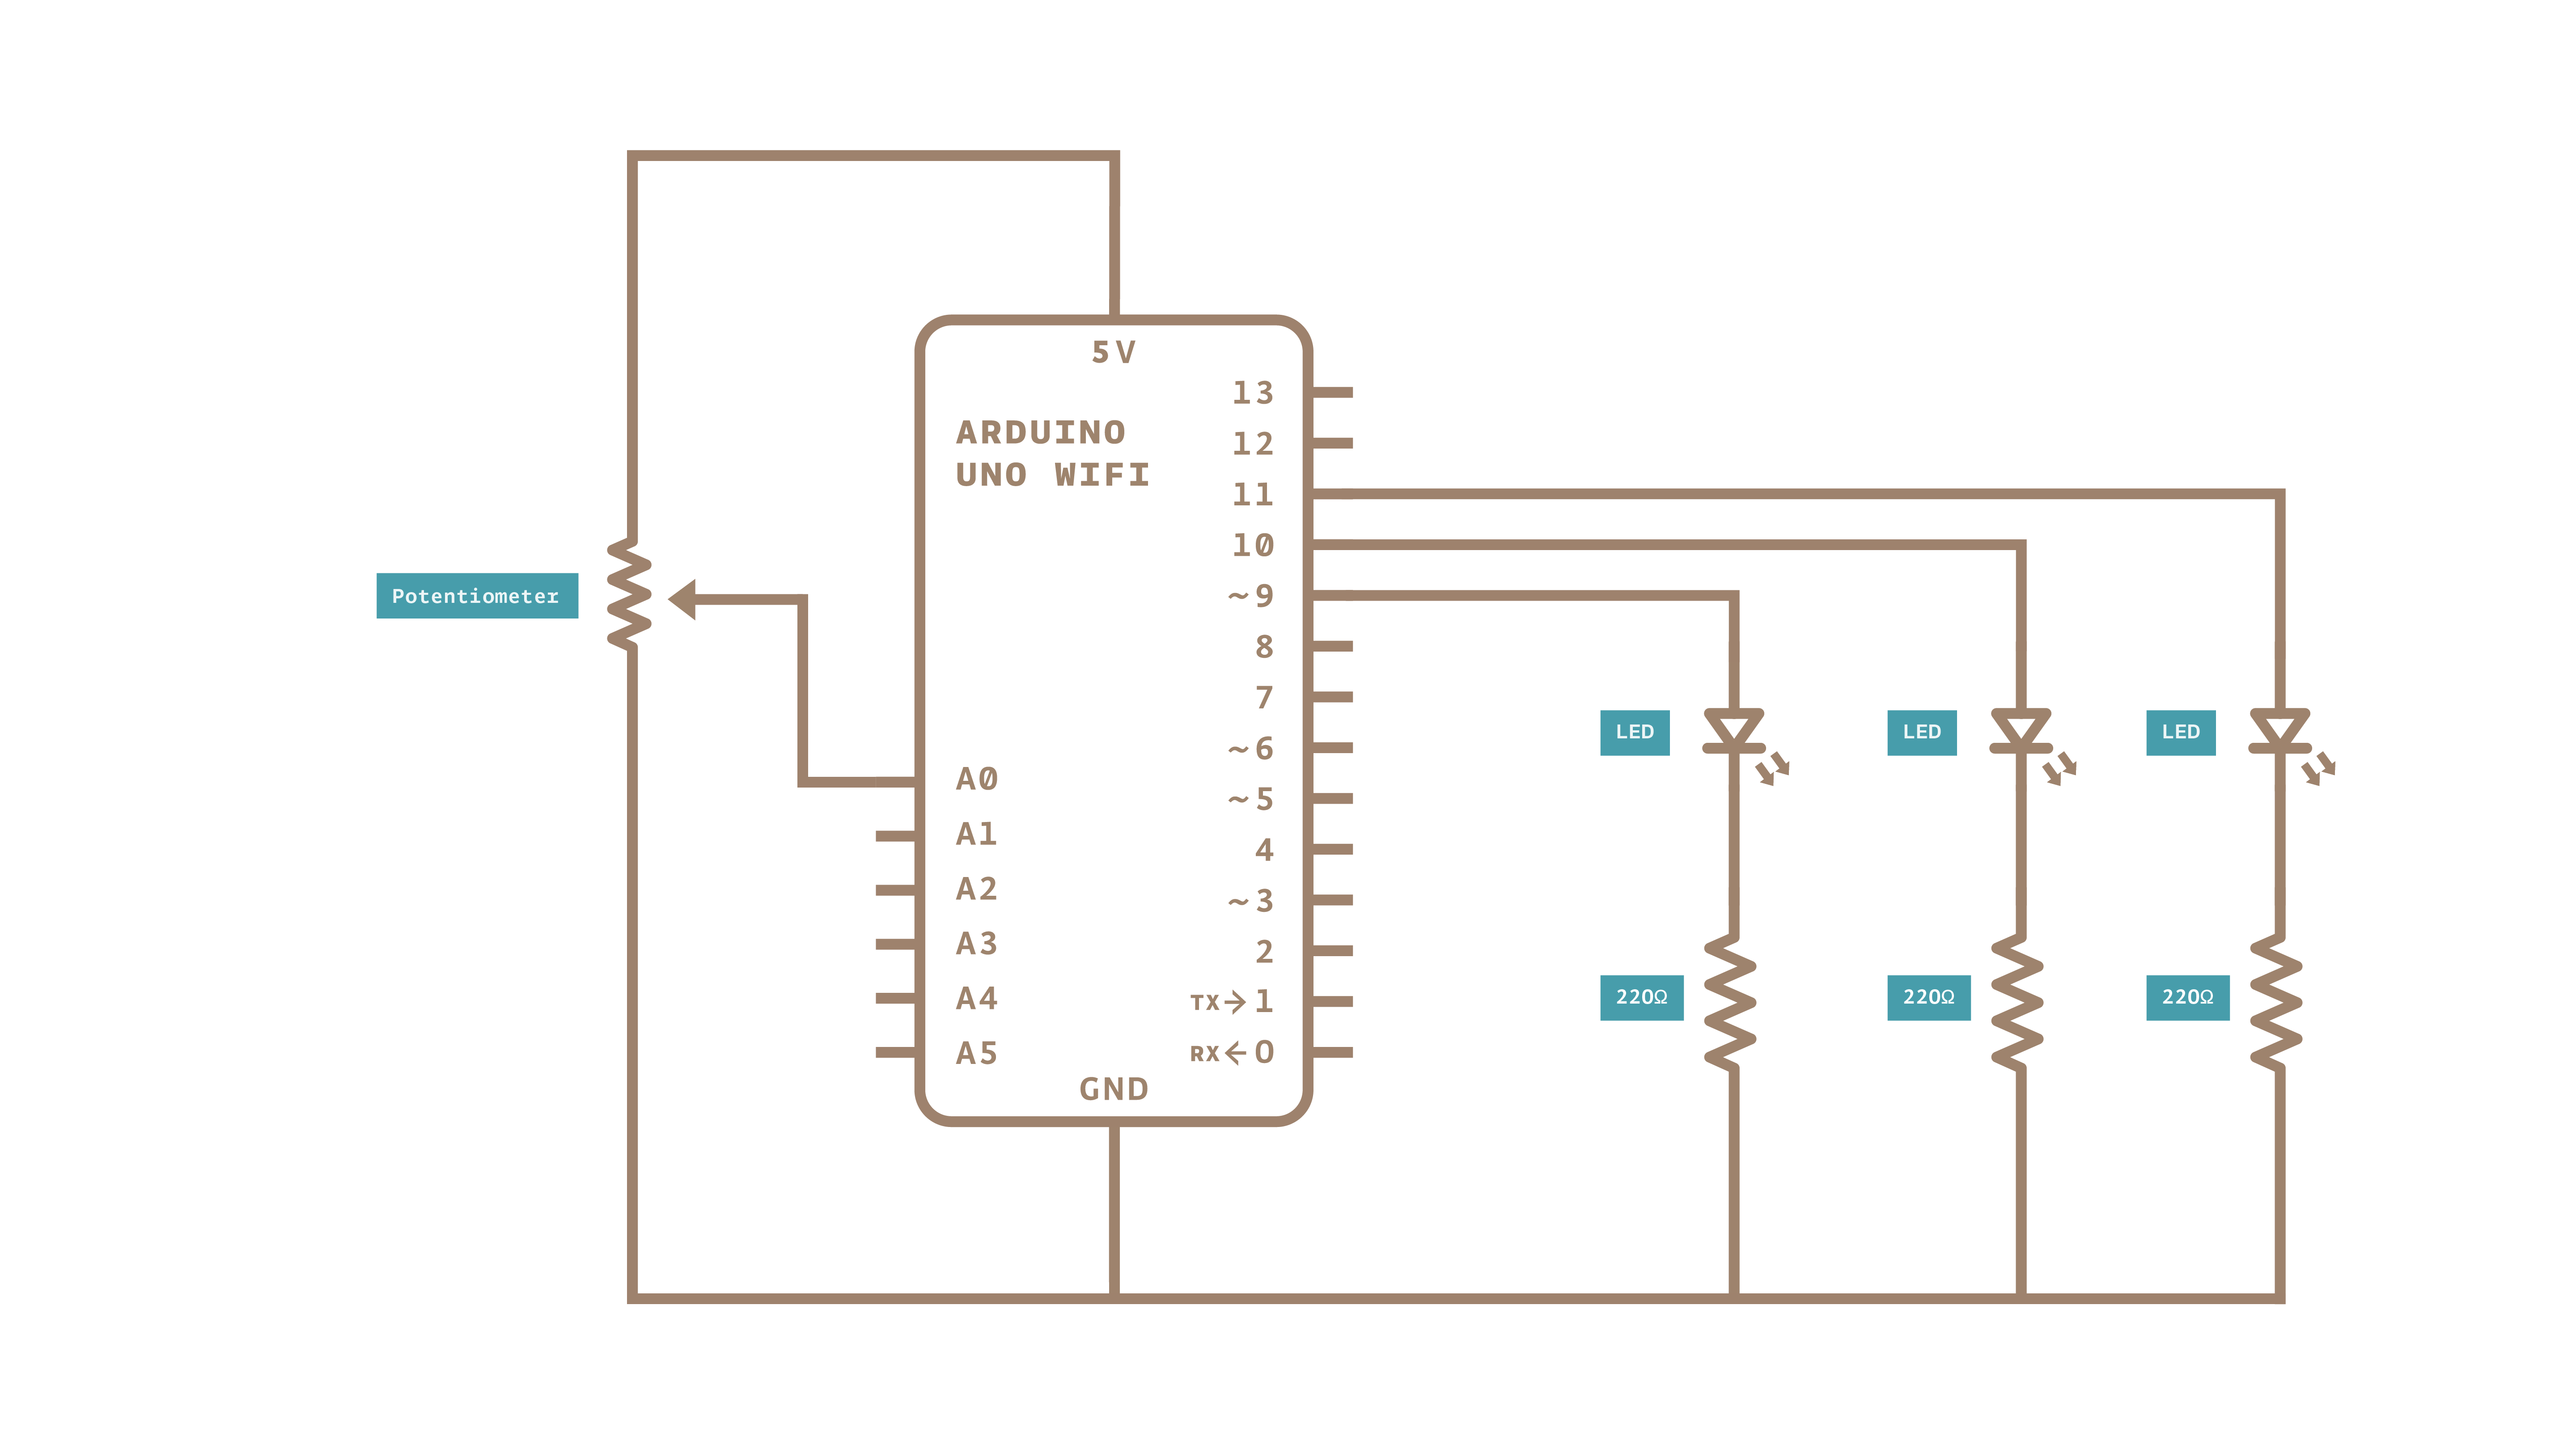 5V
ARDUINO
UNO WIFI
13
12
11
10
~9
8
7
~6
~5
4
~3
2
TX→1
RX←0
A0
A1
A2
A3
A4
A5
GND
Potentiometer
LED
LED
LED
220Ω
220Ω
220Ω